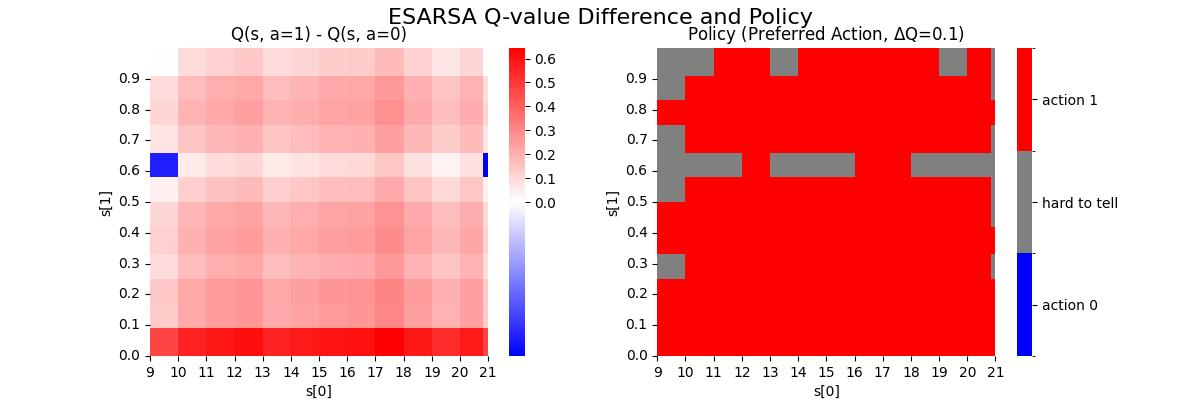 ESARSA Q-value Difference and Policy
Q(s, a=1) - Q(s, a=0)
0.9
0.8
0.7
0.6
0.5
0.4
0.3
0.2
0.1
0.0
s[1]
9 10 11 12 13 14 15 16 17 18 19 20 21
s[0]
0.6
0.5
0.4
0.3
0.2
0.1
0.0
Policy (Preferred Action, ΔQ=0.1)
0.9
0.8
0.7
0.6
0.5
0.4
0.3
0.2
0.1
0.0
s[1]
9 10 11 12 13 14 15 16 17 18 19 20 21
s[0]
action 1
hard to tell
action 0